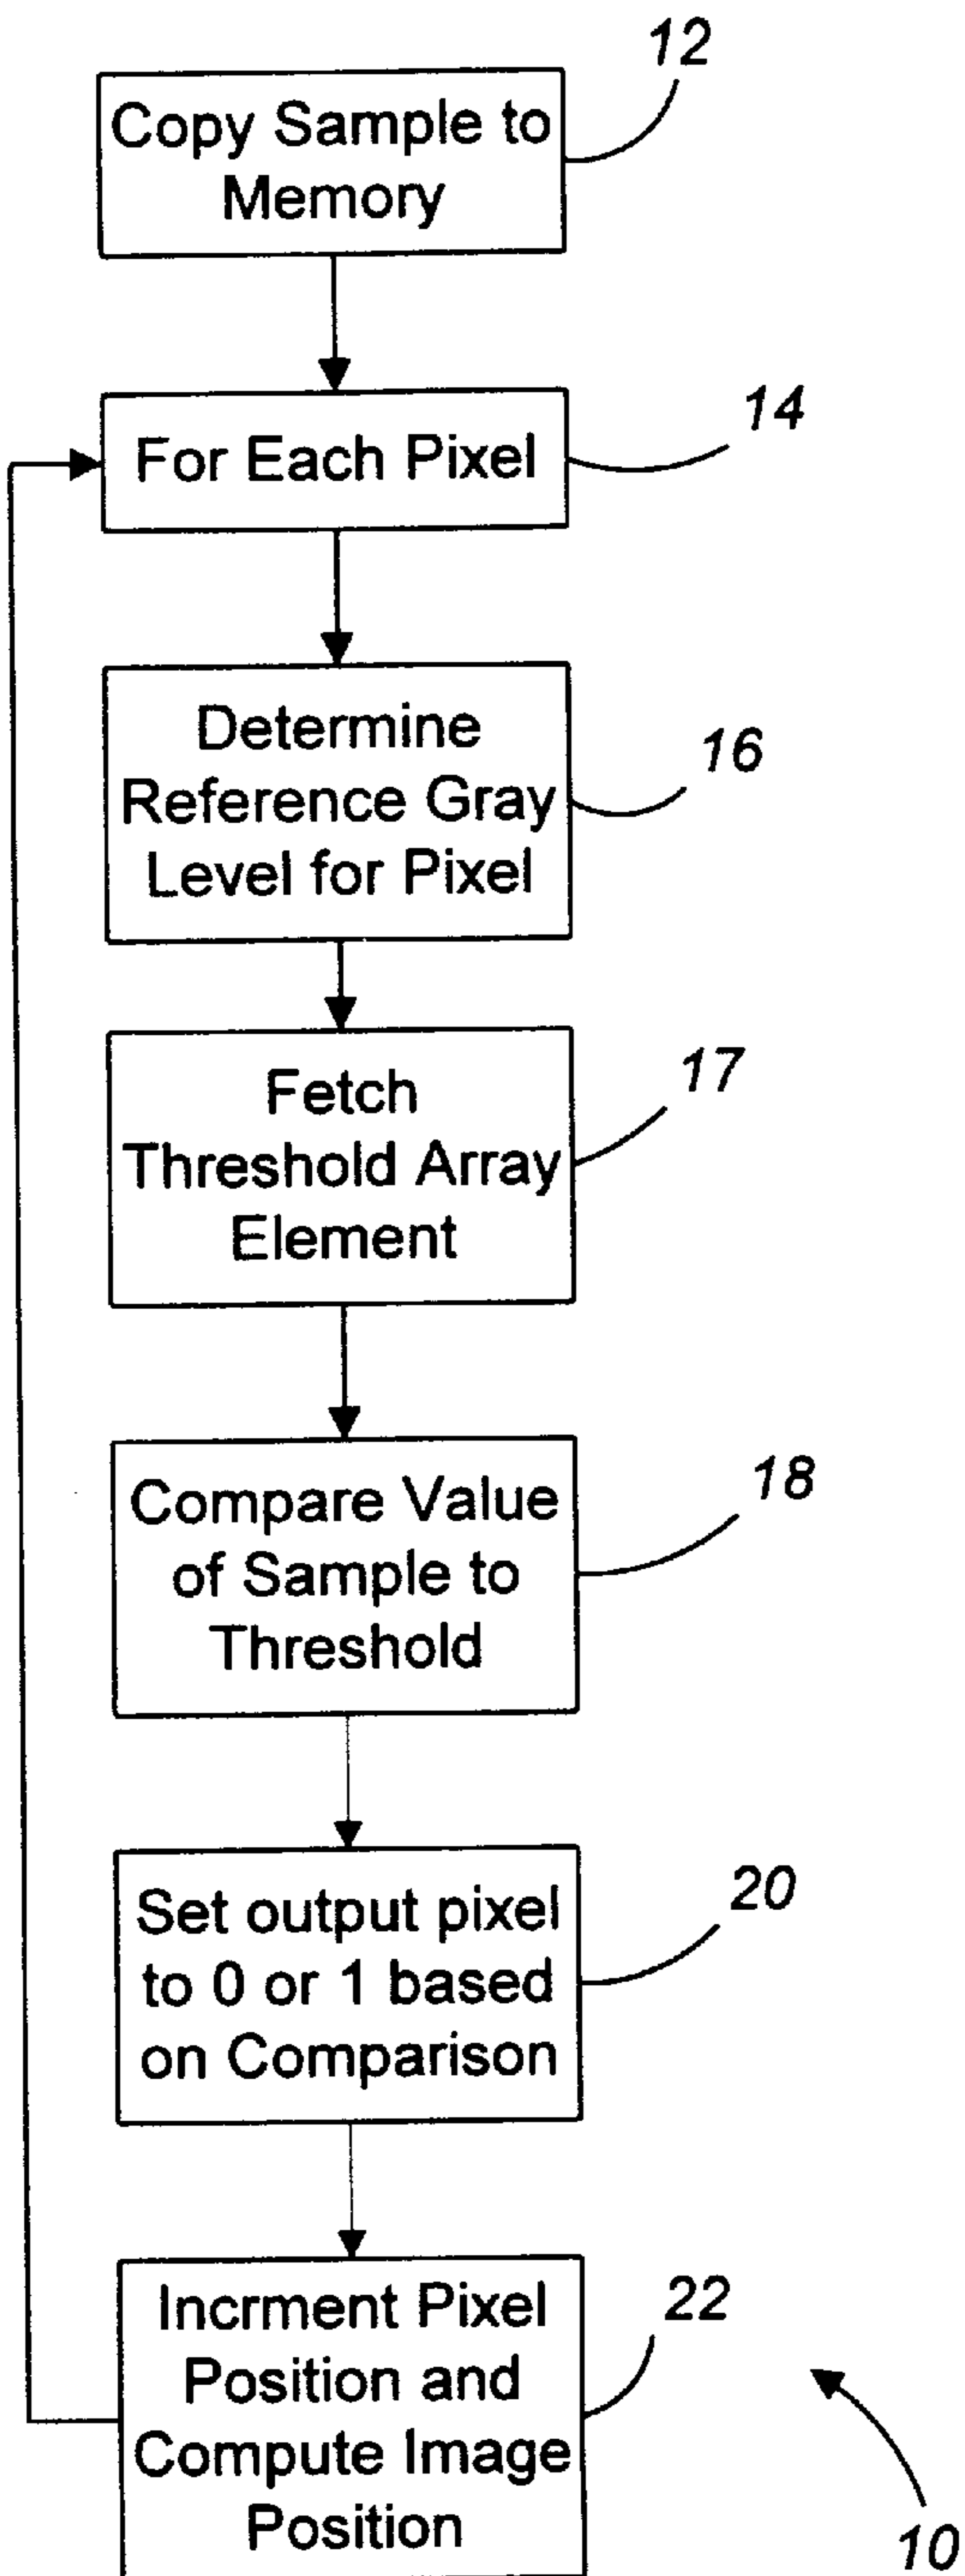 12
Copy Sample to
Memory
14
For Each Pixel
Determine
Reference Gray
Level for Pixel
16
Fetch
Threshold Array
Element
17
Compare Value
of Sample to
Threshold
18
Set output pixel
to 0 or 1 based
on Comparison
20
Incrment Pixel
Position and
Compute Image
Position
22
10